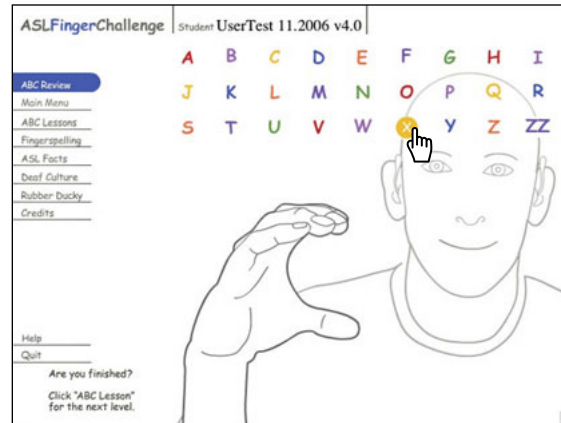 ASLFingerChallenge Student UserTest 11.2006 v4.0
A B C D E F G H I
J K L M N O P Q R
S T U V W X Y Z ZZ
ABC Review
Main Menu
ABC Lessons
Fingerspelling
ASL Facts
Deaf Culture
Rubber Ducky
Credits
Help
Quit
Are you finished?
Click "ABC Lesson"
for the next level.